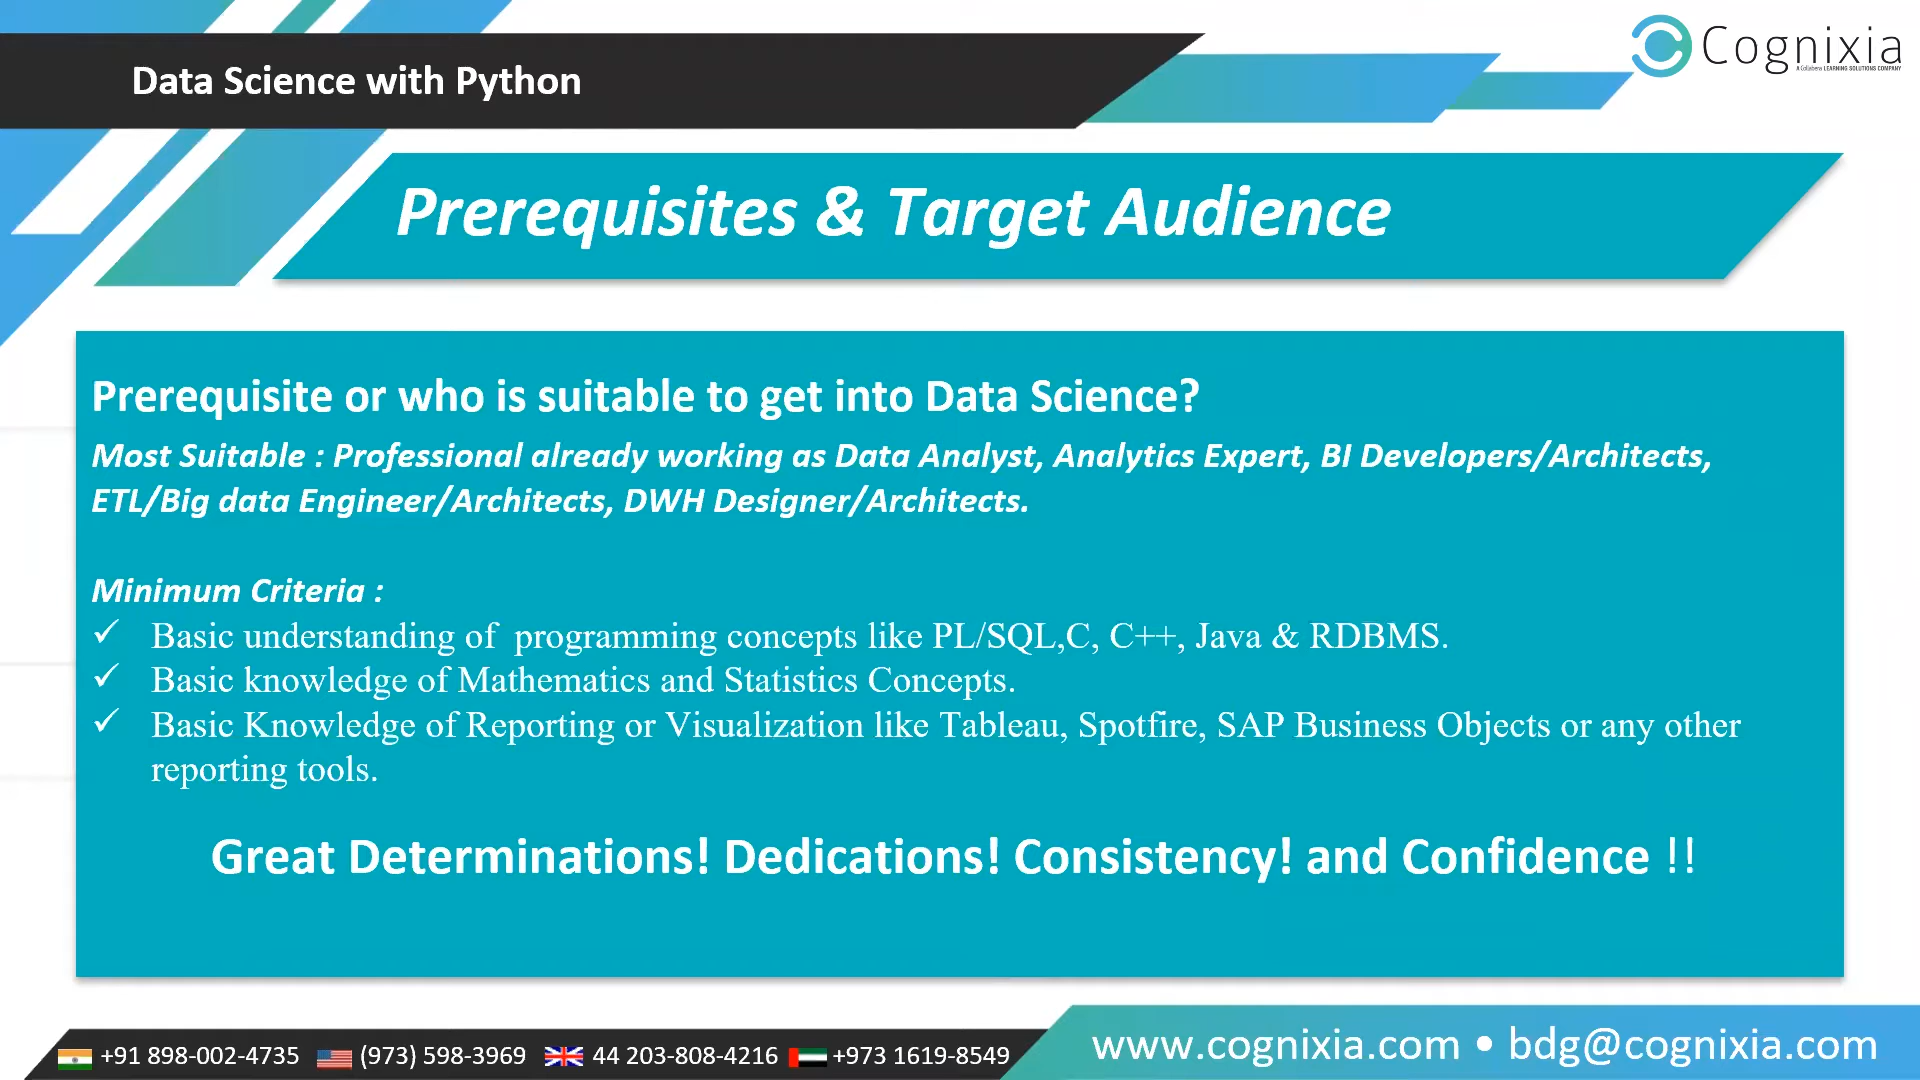 Data Science with Python
Cognixia
A Collabera LEARNING SOLUTIONS COMPANY
Prerequisites & Target Audience
Prerequisite or who is suitable to get into Data Science?
Most Suitable : Professional already working as Data Analyst, Analytics Expert, BI Developers/Architects,
ETL/Big data Engineer/Architects, DWH Designer/Architects.
Minimum Criteria :
✓ Basic understanding of  programming concepts like PL/SQL,C, C++, Java & RDBMS.
✓ Basic knowledge of Mathematics and Statistics Concepts.
✓ Basic Knowledge of Reporting or Visualization like Tableau, Spotfire, SAP Business Objects or any other
reporting tools.
Great Determinations! Dedications! Consistency! and Confidence !!
+91 898-002-4735 (973) 598-3969 44 203-808-4216 +973 1619-8549
www.cognixia.com • bdg@cognixia.com